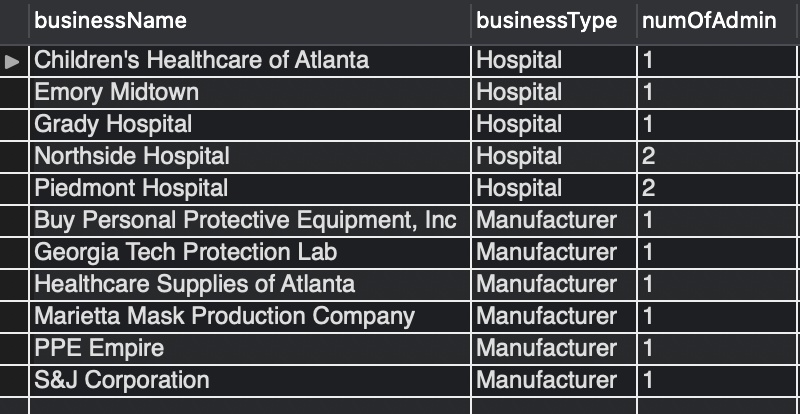 businessName businessType numOfAdmin
Children's Healthcare of Atlanta Hospital 1
Emory Midtown Hospital 1
Grady Hospital Hospital 1
Northside Hospital Hospital 2
Piedmont Hospital Hospital 2
Buy Personal Protective Equipment, Inc Manufacturer 1
Georgia Tech Protection Lab Manufacturer 1
Healthcare Supplies of Atlanta Manufacturer 1
Marietta Mask Production Company Manufacturer 1
PPE Empire Manufacturer 1
S&J Corporation Manufacturer 1